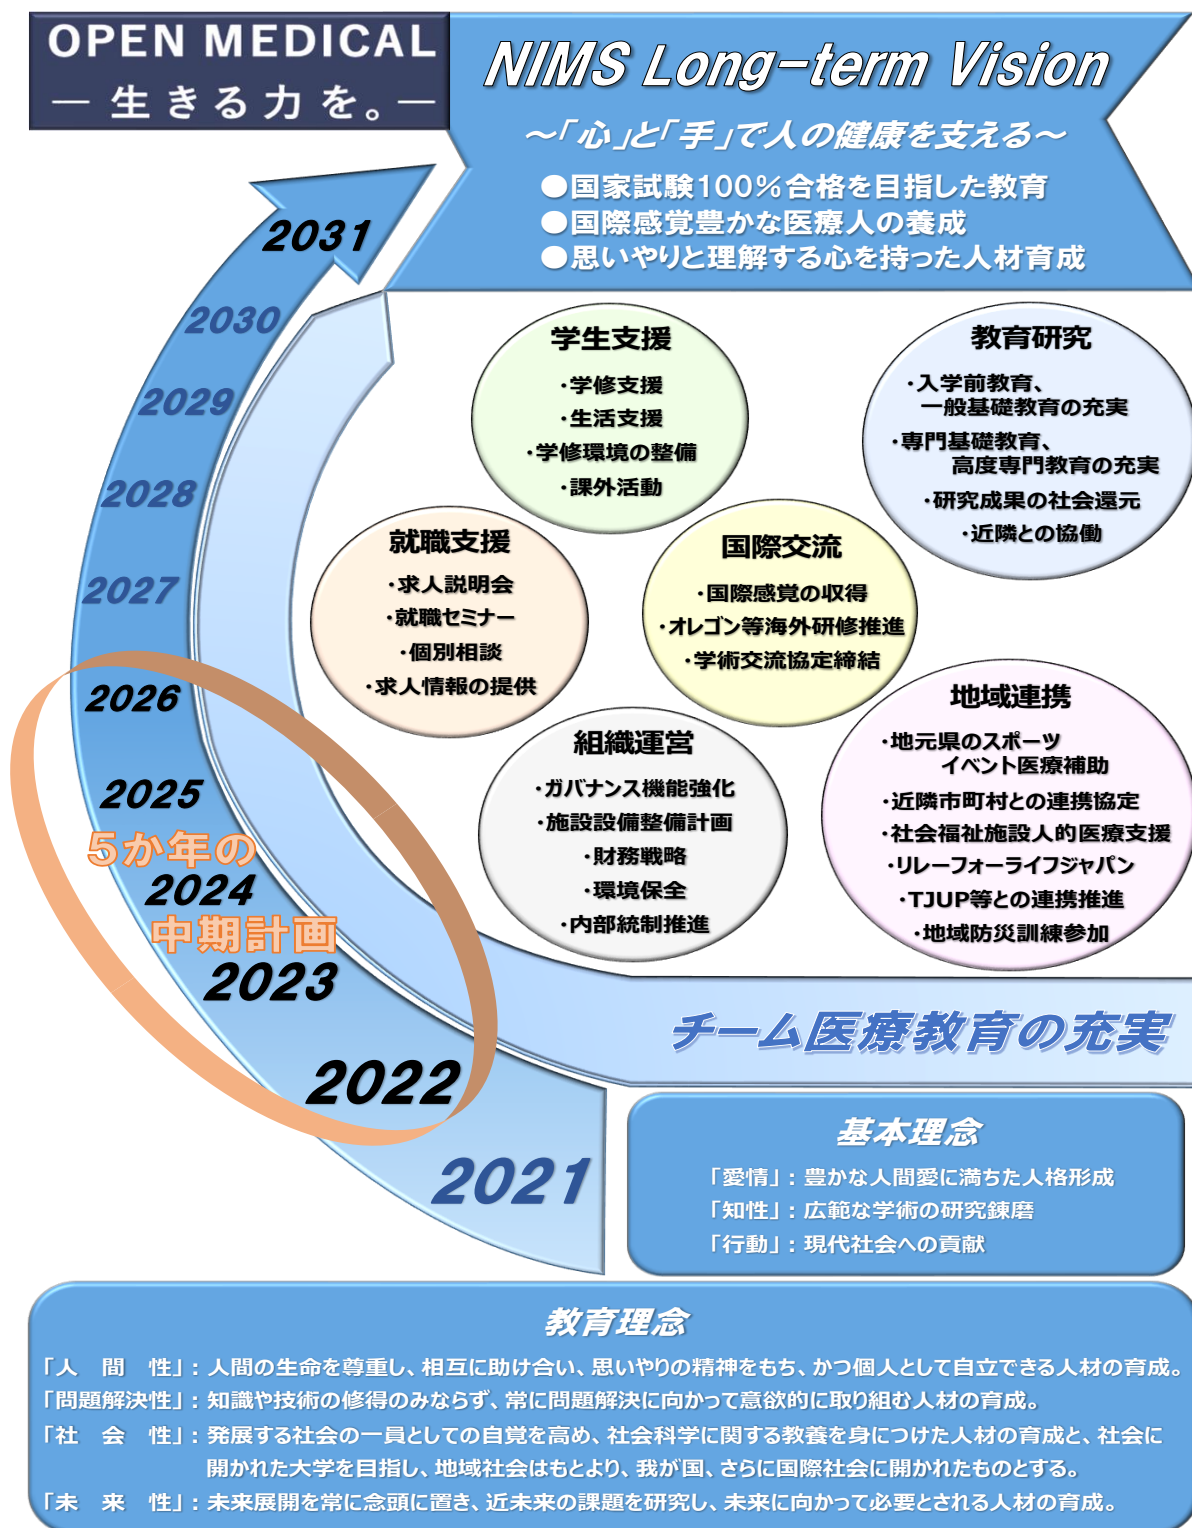 OPEN MEDICAL
― 生きる力を。―
NIMS Long-term Vision
～「心」と「手」で人の健康を支える～
●国家試験100％合格を目指した教育
●国際感覚豊かな医療人の養成
●思いやりと理解する心を持った人材育成
2031
2030
2029
2028
2027
2026
2025
5か年の
2024
中期計画
2023
2022
2021
学生支援
・学修支援
・生活支援
・学修環境の整備
・課外活動
教育研究
・入学前教育、
一般基礎教育の充実
・専門基礎教育、
高度専門教育の充実
・研究成果の社会還元
・近隣との協働
就職支援
・求人説明会
・就職セミナー
・個別相談
・求人情報の提供
国際交流
・国際感覚の収得
・オレゴン等海外研修推進
・学術交流協定締結
組織運営
・ガバナンス機能強化
・施設設備整備計画
・財務戦略
・環境保全
・内部統制推進
地域連携
・地元県のスポーツ
イベント医療補助
・近隣市町村との連携協定
・社会福祉施設人的医療支援
・リレーフォーライフジャパン
・TJUP等との連携推進
・地域防災訓練参加
チーム医療教育の充実
基本理念
「愛情」：豊かな人間愛に満ちた人格形成
「知性」：広範な学術の研究錬磨
「行動」：現代社会への貢献
教育理念
「人　間　性」：人間の生命を尊重し、相互に助け合い、思いやりの精神をもち、かつ個人として自立できる人材の育成。
「問題解決性」：知識や技術の修得のみならず、常に問題解決に向かって意欲的に取り組む人材の育成。
「社　会　性」：発展する社会の一員としての自覚を高め、社会科学に関する教養を身につけた人材の育成と、社会に
開かれた大学を目指し、地域社会はもとより、我が国、さらに国際社会に開かれたものとする。
「未　来　性」：未来展開を常に念頭に置き、近未来の課題を研究し、未来に向かって必要とされる人材の育成。